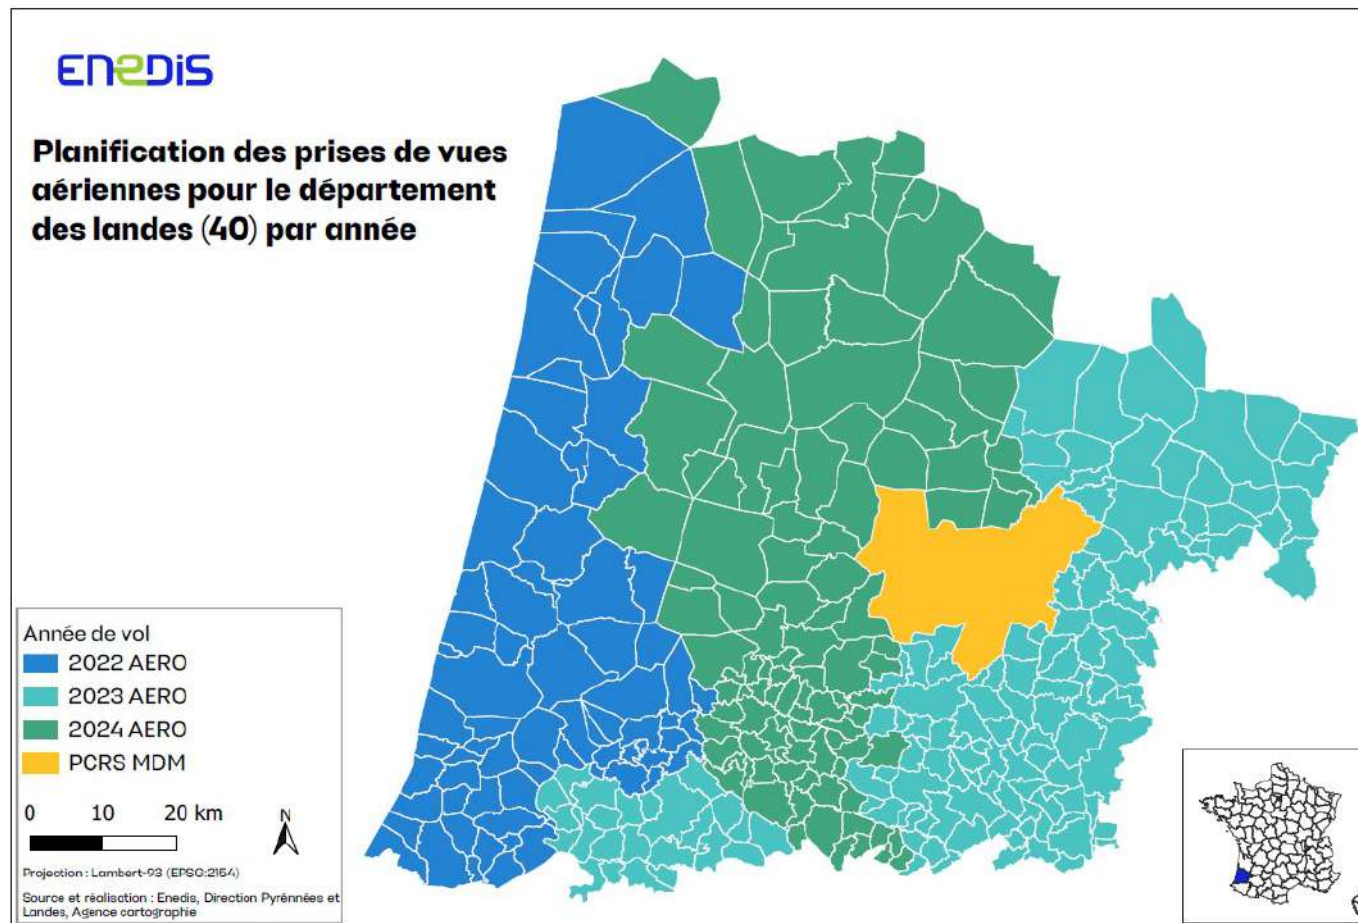 ENEDIS
Planification des prises de vues
aériennes pour le département
des landes (40) par année
Année de vol
2022 AERO
2023 AERO
2024 AERO
PCRS MDM
0 10 20 km
N
Projection : Lambert-93 (EPSG:2154)
Source et réalisation : Enedis, Direction Pyrénnées et
Landes, Agence cartographie